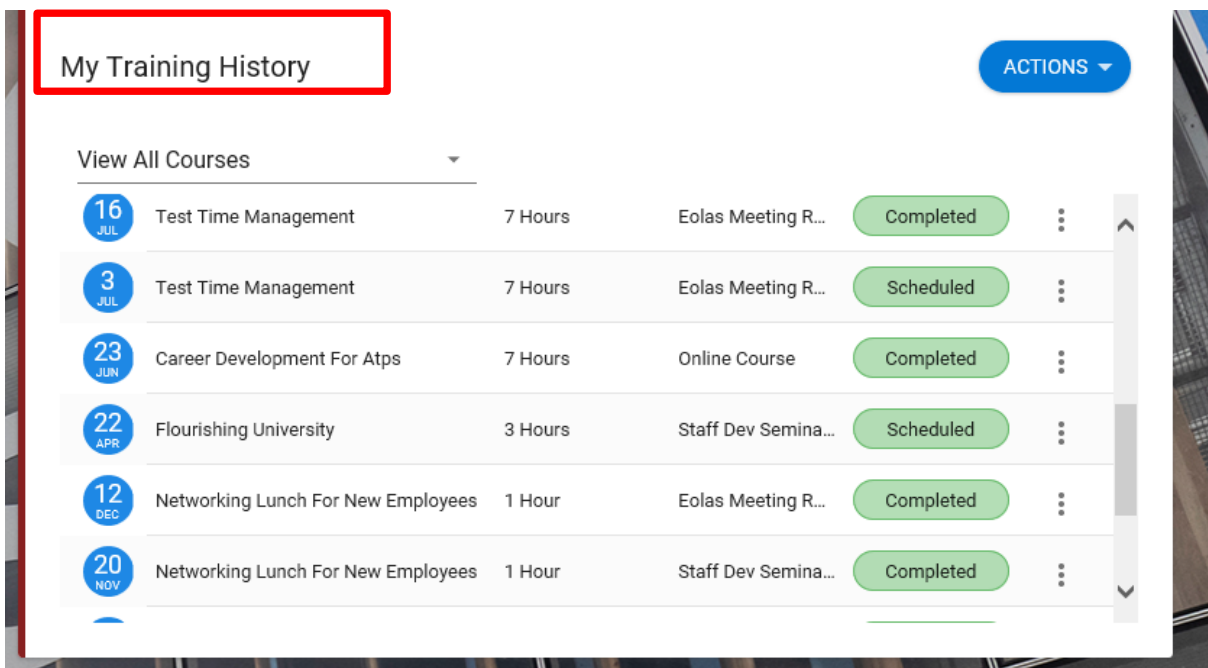 My Training History
ACTIONS
View All Courses
16 JUL Test Time Management 7 Hours Eolas Meeting R... Completed
3 JUL Test Time Management 7 Hours Eolas Meeting R... Scheduled
23 JUN Career Development For Atps 7 Hours Online Course Completed
22 APR Flourishing University 3 Hours Staff Dev Semina... Scheduled
12 DEC Networking Lunch For New Employees 1 Hour Eolas Meeting R... Completed
20 NOV Networking Lunch For New Employees 1 Hour Staff Dev Semina... Completed